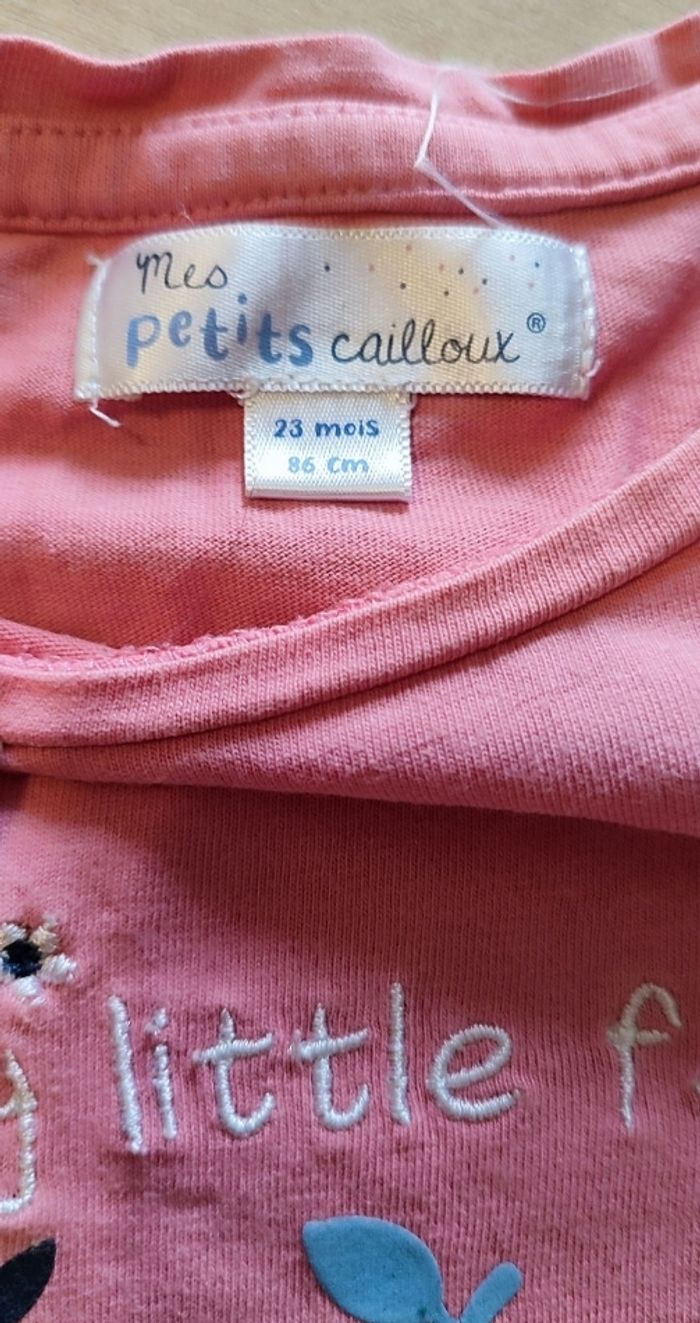 Mes
petits cailloux®
23 mois
86 cm
y little f